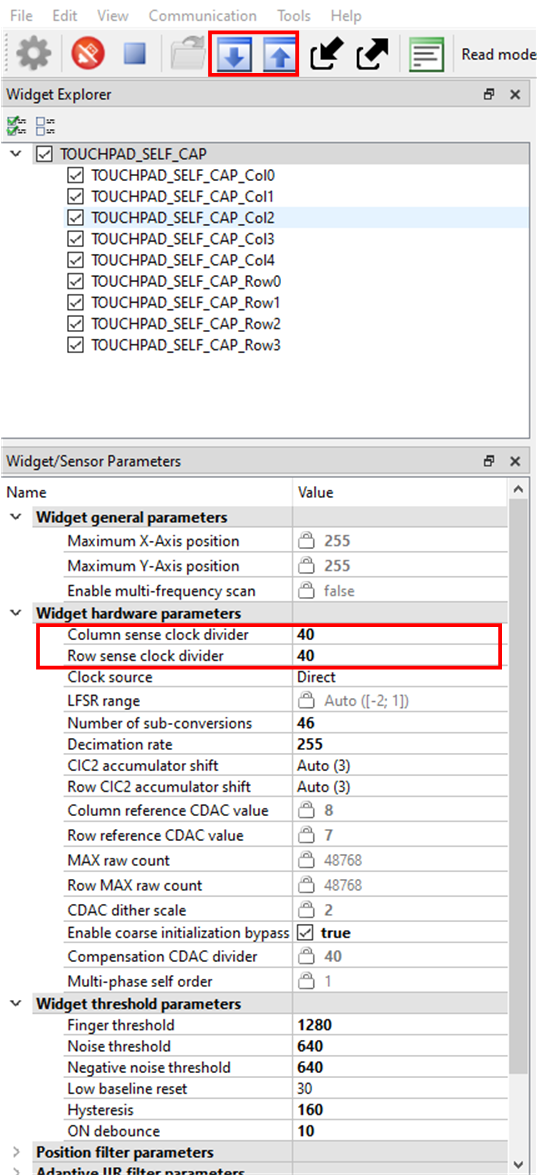 File Edit View Communication Tools Help
Read mode
Widget Explorer
TOUCHPAD_SELF_CAP
TOUCHPAD_SELF_CAP_Col0
TOUCHPAD_SELF_CAP_Col1
TOUCHPAD_SELF_CAP_Col2
TOUCHPAD_SELF_CAP_Col3
TOUCHPAD_SELF_CAP_Col4
TOUCHPAD_SELF_CAP_Row0
TOUCHPAD_SELF_CAP_Row1
TOUCHPAD_SELF_CAP_Row2
TOUCHPAD_SELF_CAP_Row3
Widget/Sensor Parameters
Name Value
Widget general parameters
Maximum X-Axis position 255
Maximum Y-Axis position 255
Enable multi-frequency scan false
Widget hardware parameters
Column sense clock divider 40
Row sense clock divider 40
Clock source Direct
LFSR range Auto ([-2; 1])
Number of sub-conversions 46
Decimation rate 255
CIC2 accumulator shift Auto (3)
Row CIC2 accumulator shift Auto (3)
Column reference CDAC value 8
Row reference CDAC value 7
MAX raw count 48768
Row MAX raw count 48768
CDAC dither scale 2
Enable coarse initialization bypass true
Compensation CDAC divider 40
Multi-phase self order 1
Widget threshold parameters
Finger threshold 1280
Noise threshold 640
Negative noise threshold 640
Low baseline reset 30
Hysteresis 160
ON debounce 10
Position filter parameters
Adaptive IIR filter parameters